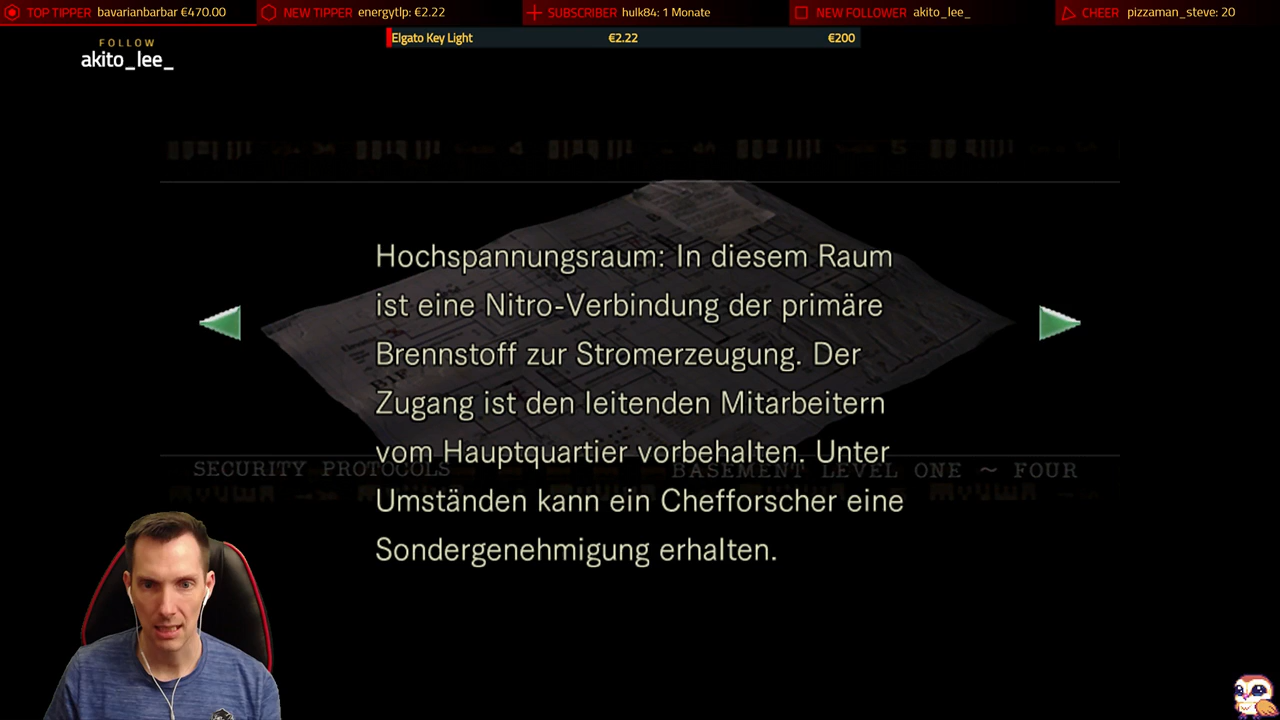 TOP TIPPER bavarianbarbar €470.00
NEW TIPPER energytlp: €2.22
SUBSCRIBER hulk84: 1 Monate
NEW FOLLOWER akito_lee_
CHEER pizzaman_steve: 20
Elgato Key Light €2.22 €200
FOLLOW
akito_lee_
Hochspannungsraum: In diesem Raum
ist eine Nitro-Verbindung der primäre
Brennstoff zur Stromerzeugung. Der
Zugang ist den leitenden Mitarbeitern
vom Hauptquartier vorbehalten. Unter
SECURITY PROTOCOLS BASEMENT LEVEL ONE ~ FOUR
Umständen kann ein Chefforscher eine
Sondergenehmigung erhalten.